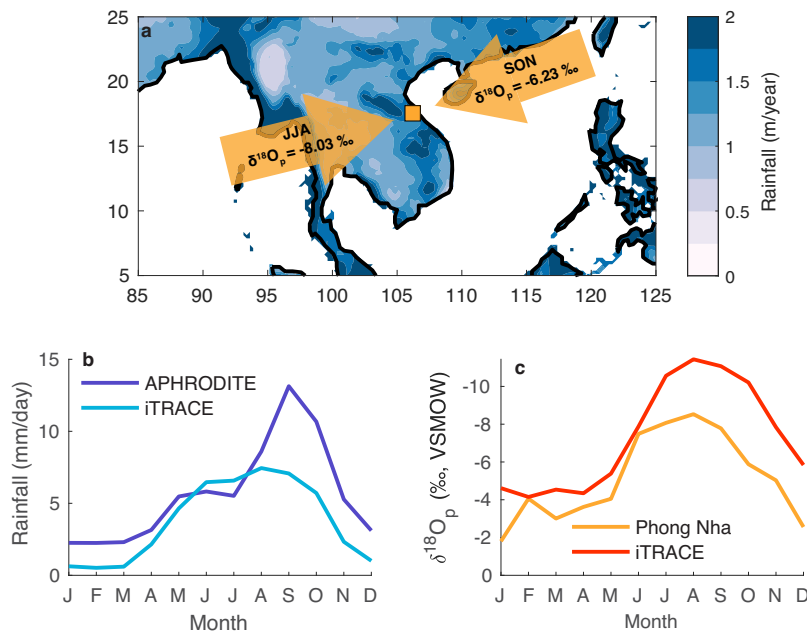 a
25
20
15
10
5
85 90 95 100 105 110 115 120 125
JJA
δ¹⁸Oₚ = -8.03 ‰
SON
δ¹⁸Oₚ = -6.23 ‰
2
1.5
1
0.5
0
Rainfall (m/year)
b
15
10
5
0
Rainfall (mm/day)
APHRODITE
iTRACE
J F M A M J J A S O N D
Month
c
-10
-8
-6
-4
-2
0
δ¹⁸Oₚ (‰, VSMOW)
Phong Nha
iTRACE
J F M A M J J A S O N D
Month